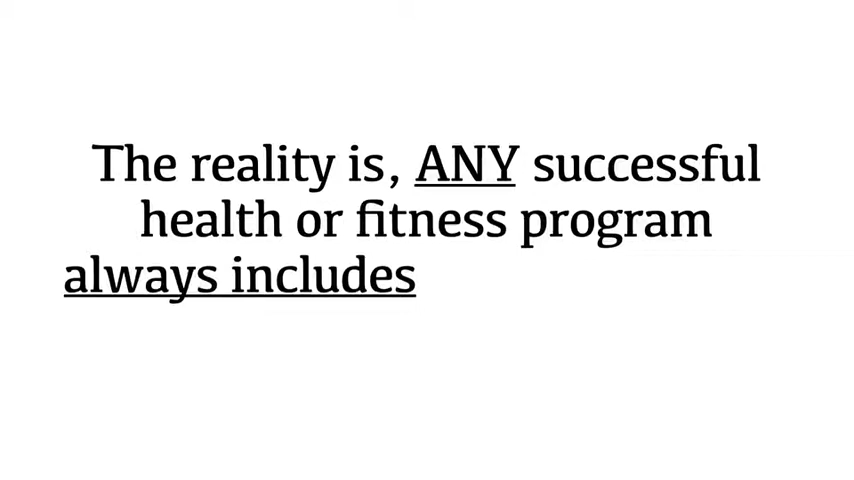 The reality is, ANY successful
health or fitness program
always includes